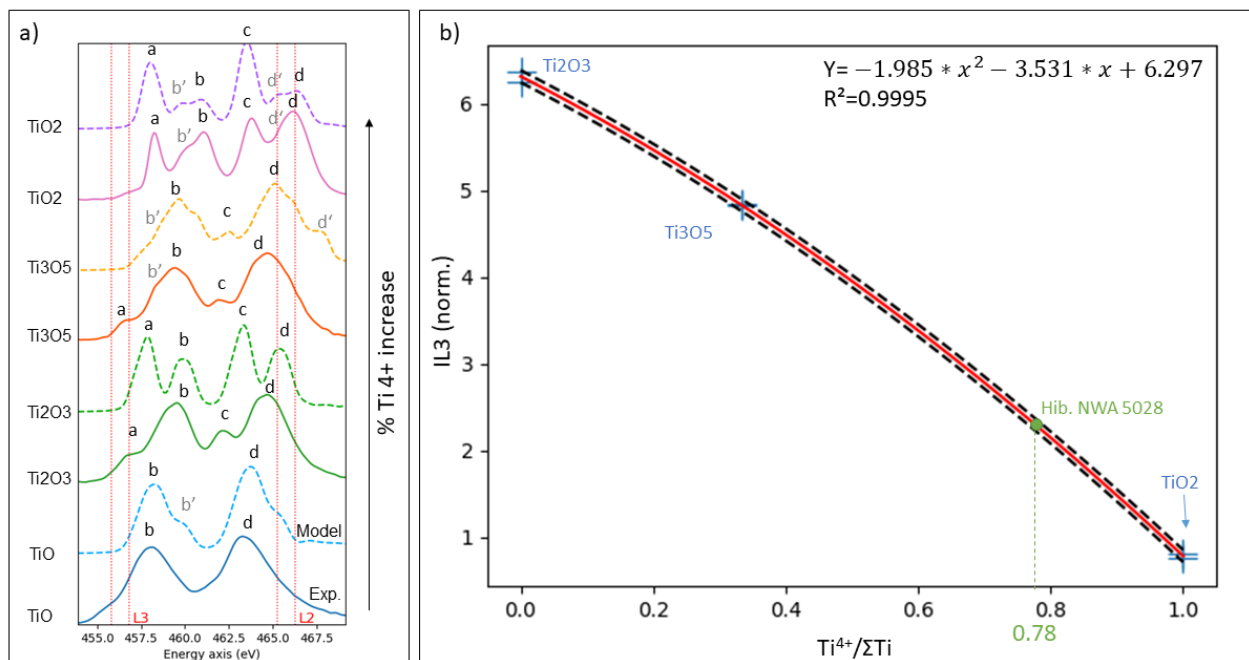 a)
a
c
b'
b
d'
d
TiO2
a
b'
b
c
d'
d
TiO2
b'
b
c
d
d'
Ti3O5
a
b'
b
c
d
Ti3O5
a
b
c
d
Ti2O3
a
b
c
d
Ti2O3
b
b'
d
Model
TiO
b
d
Exp.
TiO
L3
L2
455.0 457.5 460.0 462.5 465.0 467.5
Energy axis (eV)
% Ti 4+ increase
b)
Ti2O3
Y= −1.985 * x² − 3.531 * x + 6.297
R²=0.9995
Ti3O5
Hib. NWA 5028
TiO2
6
5
4
3
2
1
IL3 (norm.)
0.0 0.2 0.4 0.6 0.8 1.0
0.78
Ti⁴⁺/ΣTi